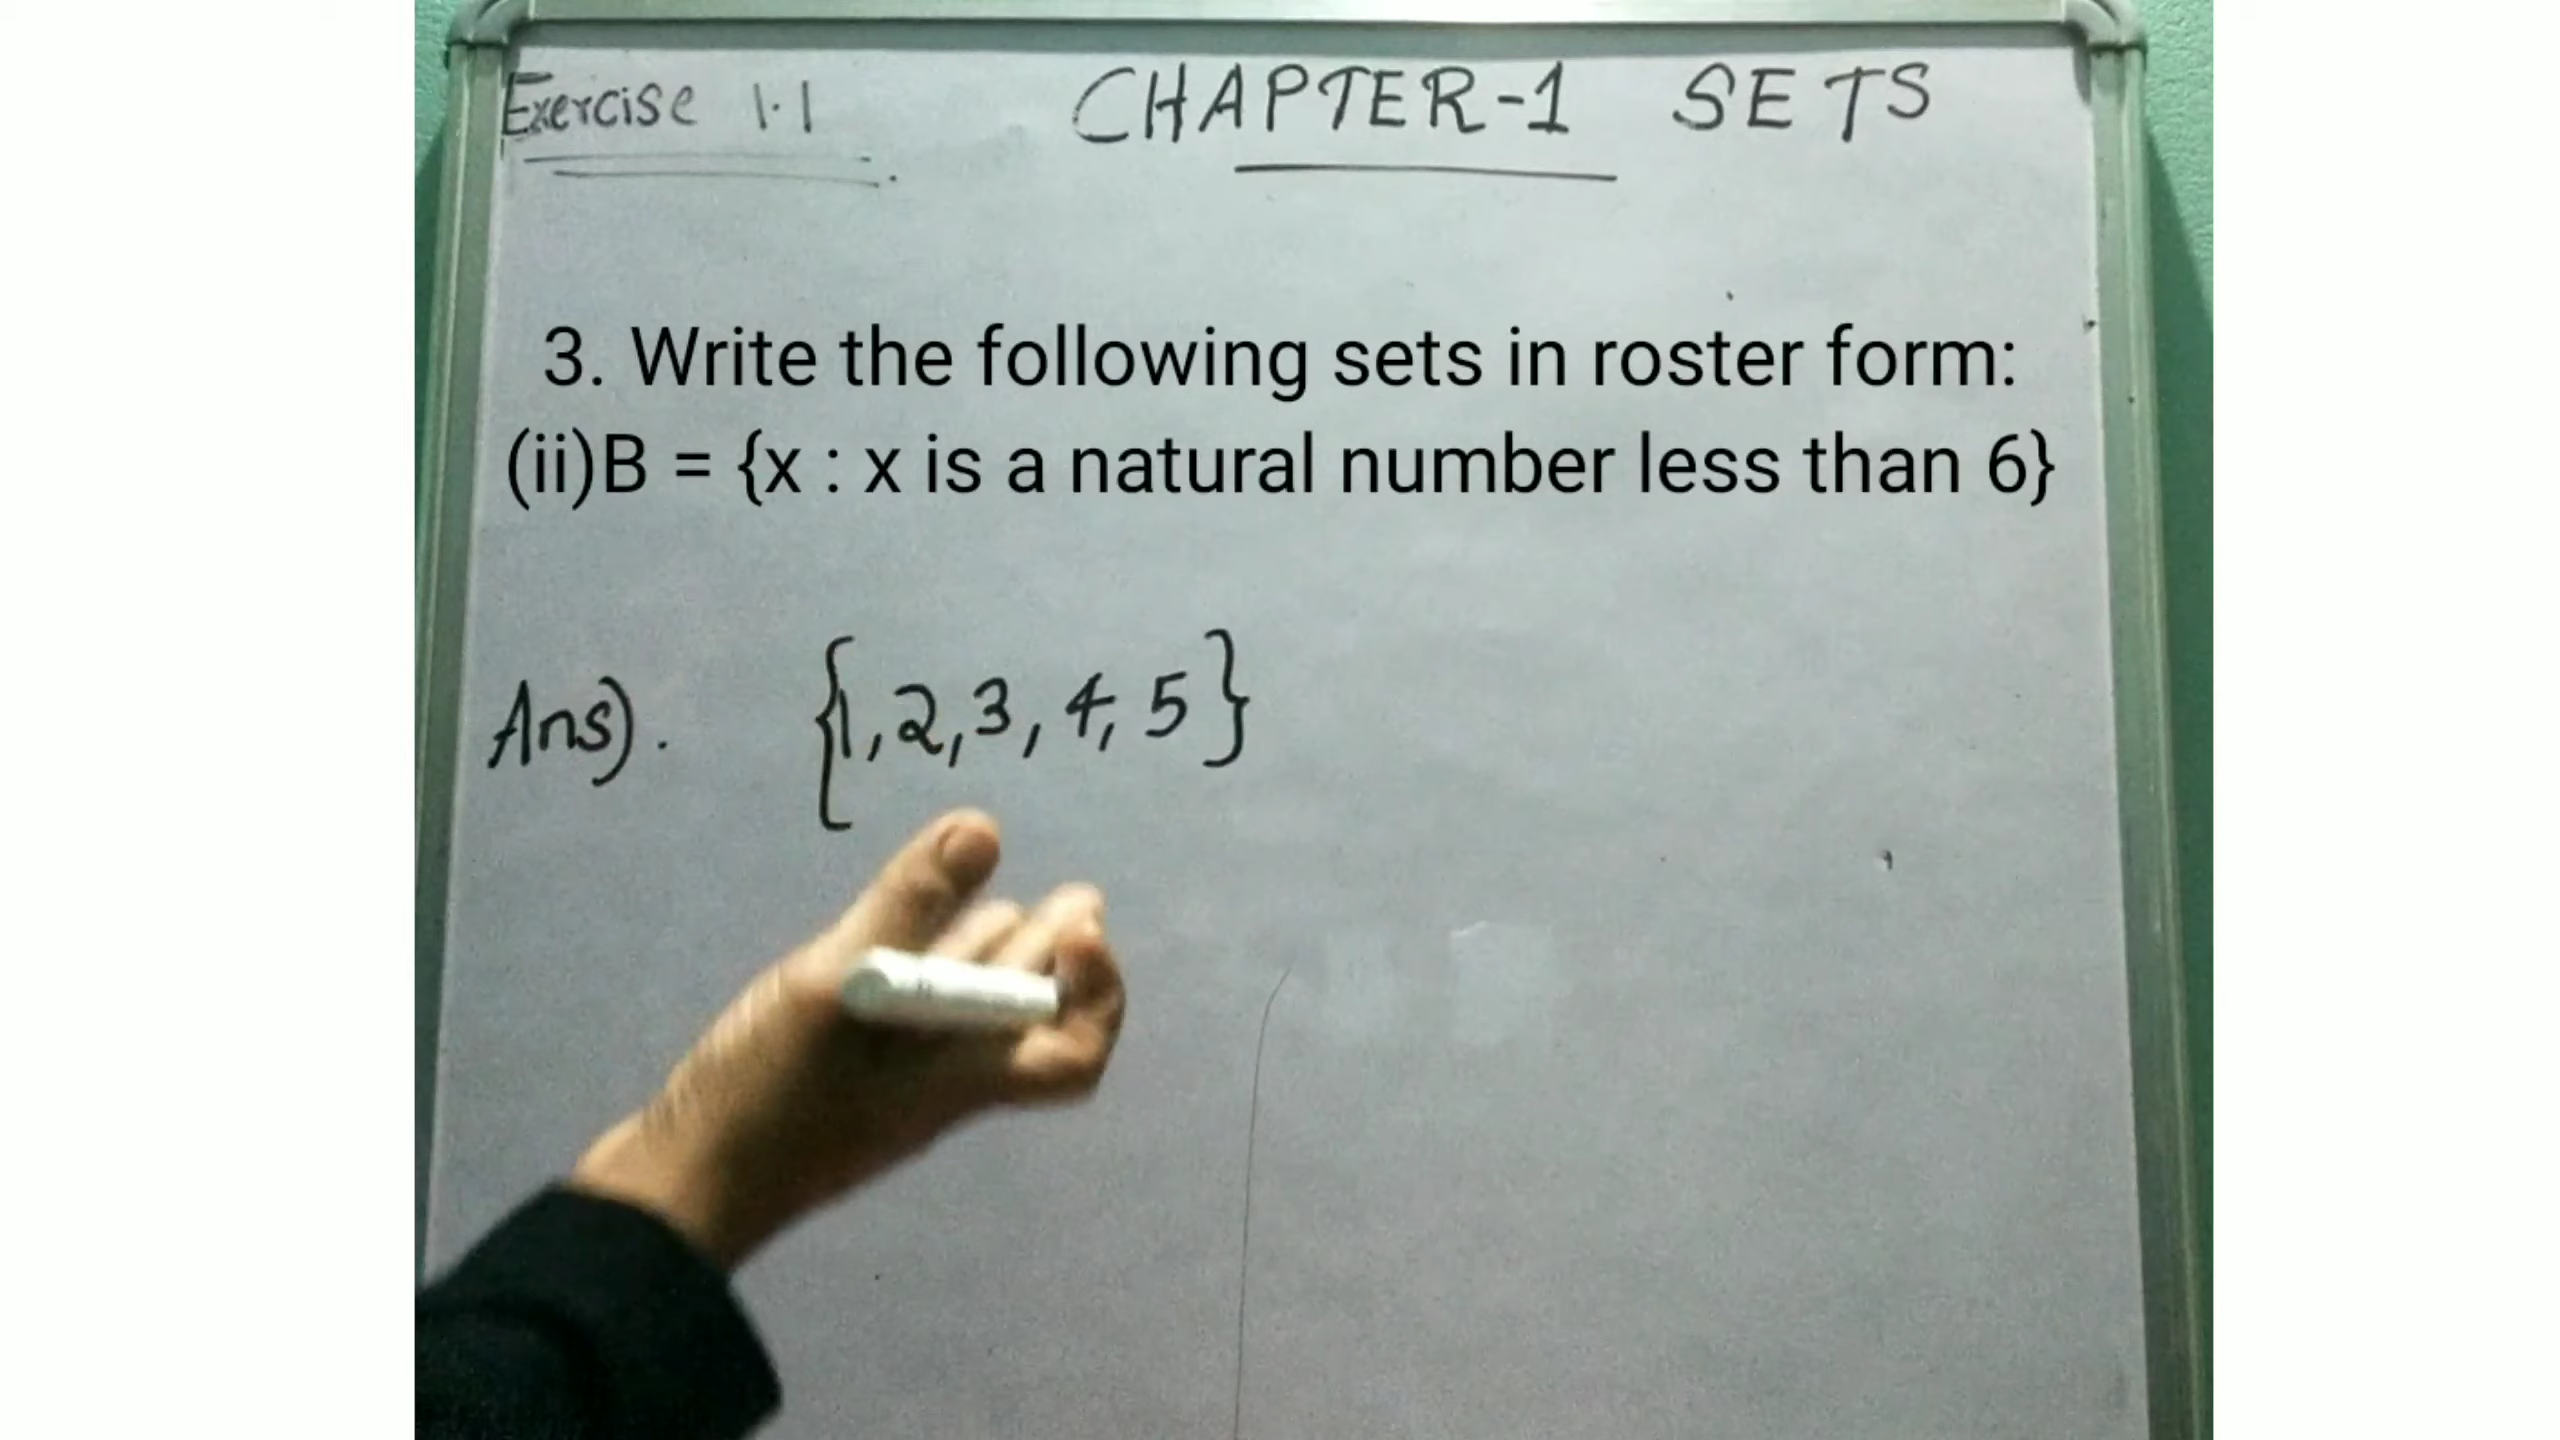 Exercise 1.1 CHAPTER-1 SETS
3. Write the following sets in roster form:
(ii)B = {x : x is a natural number less than 6}
Ans). {1,2,3,4,5}